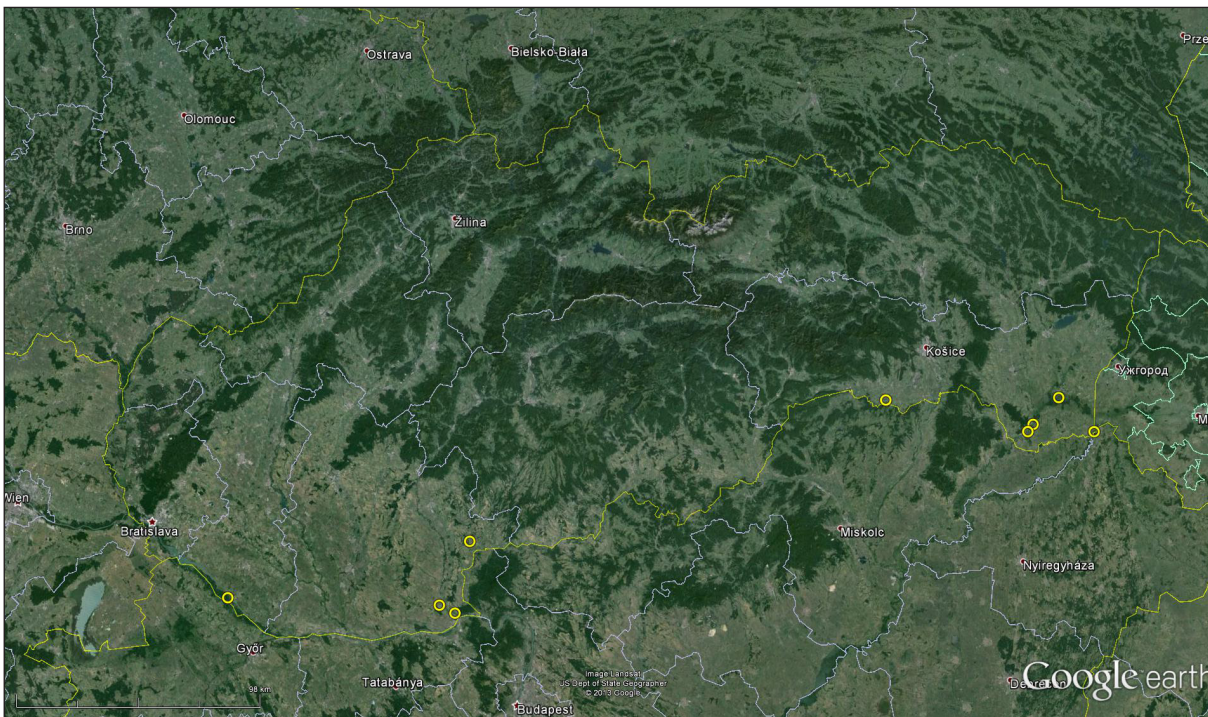 Prze
Bielsko-Biała
Ostrava
Olomouc
Žilina
Brno
Košice
Ужгород
M
Wien
Bratislava
Miskolc
Nyíregyháza
Győr
Image Landsat
US Dept of State Geographer
© 2013 Google
Google earth
Tatabánya
98 km
Budapest